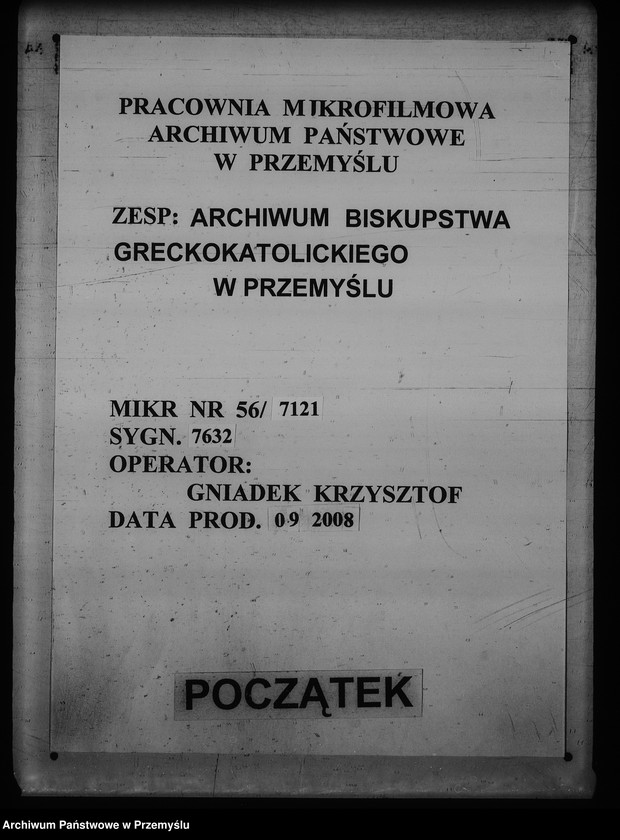 PRACOWNIA MIKROFILMOWA
ARCHIWUM PAŃSTWOWE
W PRZEMYŚLU
ZESP: ARCHIWUM BISKUPSTWA
GRECKOKATOLICKIEGO
W PRZEMYŚLU
MIKR NR 56/ 7121
SYGN. 7632
OPERATOR:
GNIADEK KRZYSZTOF
DATA PROD. 09 2008
POCZĄTEK
Archiwum Państwowe w Przemyślu